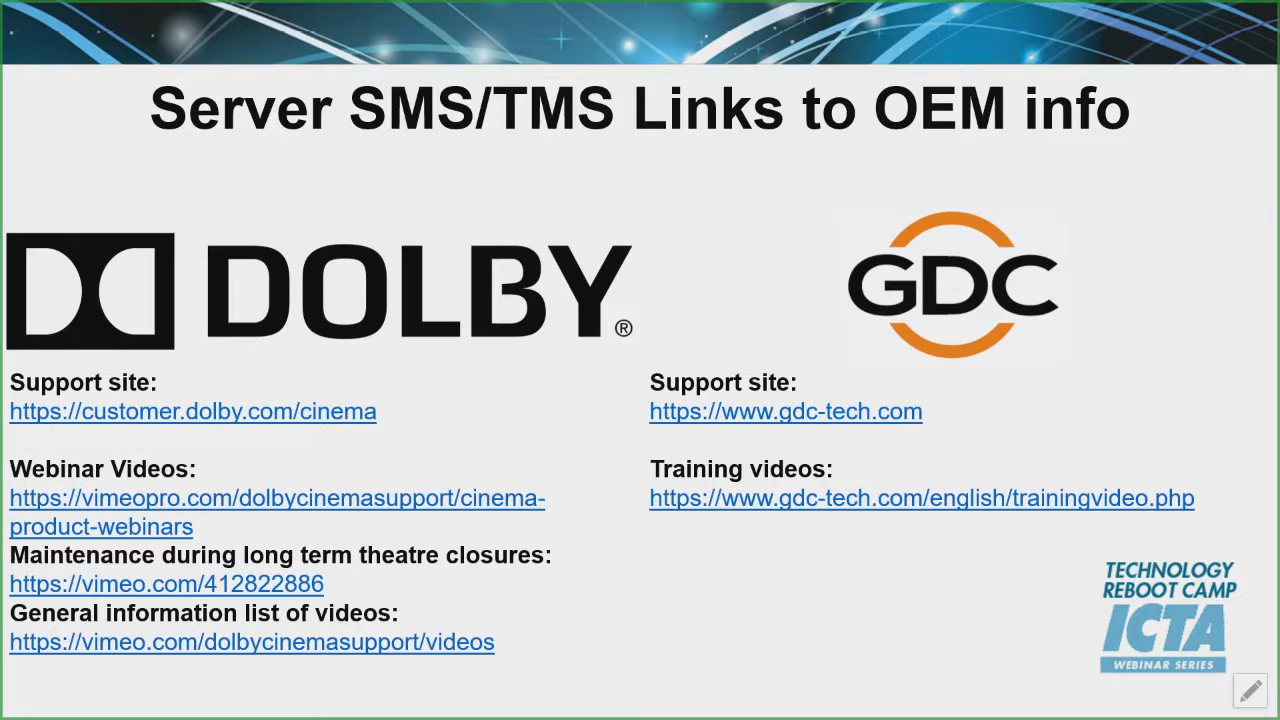 Server SMS/TMS Links to OEM info
DOLBY®
Support site:
https://customer.dolby.com/cinema
Webinar Videos:
https://vimeopro.com/dolbycinemasupport/cinema-
product-webinars
Maintenance during long term theatre closures:
https://vimeo.com/412822886
General information list of videos:
https://vimeo.com/dolbycinemasupport/videos
GDC
Support site:
https://www.gdc-tech.com
Training videos:
https://www.gdc-tech.com/english/trainingvideo.php
TECHNOLOGY
REBOOT CAMP
ICTA
WEBINAR SERIES